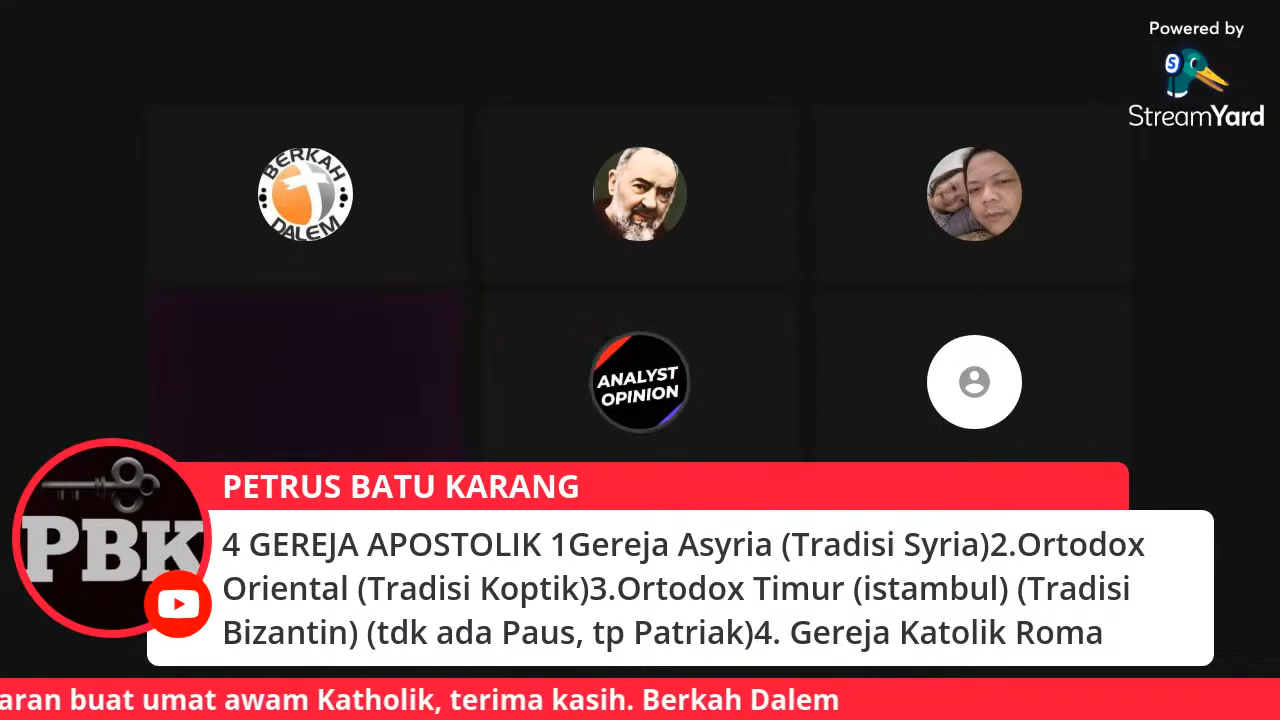 Powered by
S
StreamYard
BERKAH
DALEM
ANALYST
OPINION
PBK
PETRUS BATU KARANG
4 GEREJA APOSTOLIK 1Gereja Asyria (Tradisi Syria)2.Ortodox
Oriental (Tradisi Koptik)3.Ortodox Timur (istambul) (Tradisi
Bizantin) (tdk ada Paus, tp Patriak)4. Gereja Katolik Roma
aran buat umat awam Katholik, terima kasih. Berkah Dalem